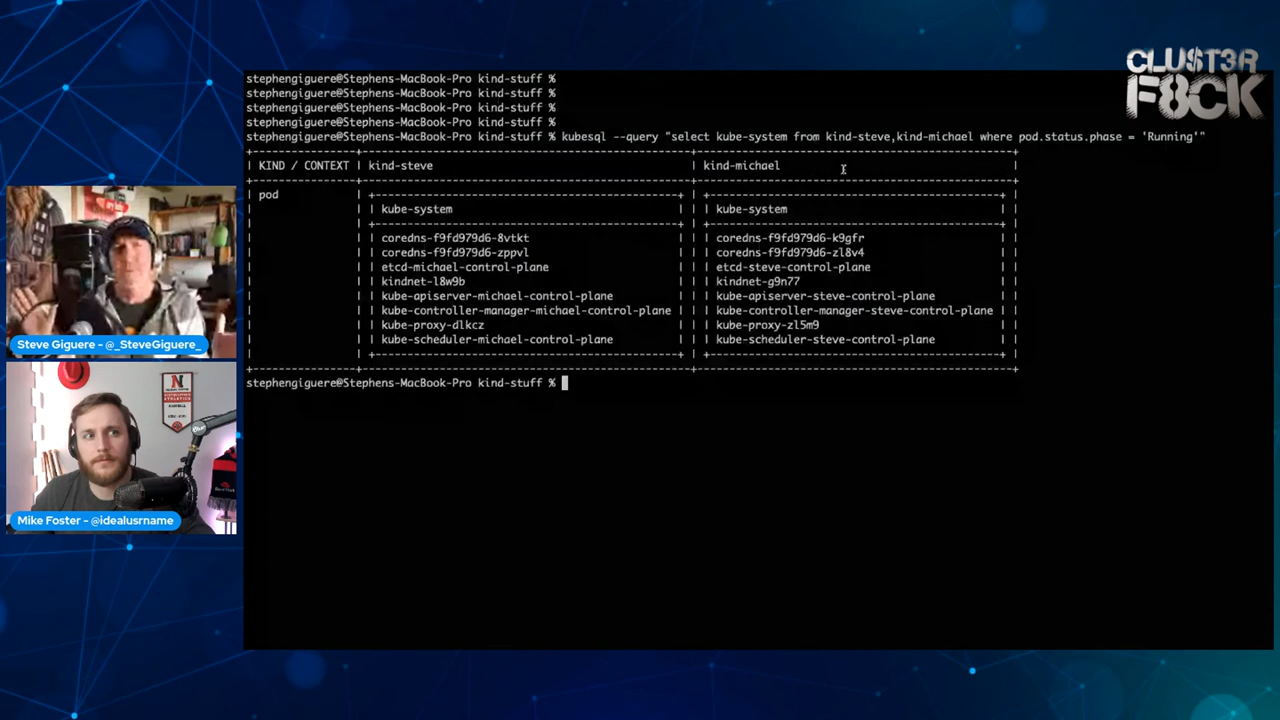 CLU$T3R
F8CK
stephengiguere@Stephens-MacBook-Pro kind-stuff %
stephengiguere@Stephens-MacBook-Pro kind-stuff %
stephengiguere@Stephens-MacBook-Pro kind-stuff %
stephengiguere@Stephens-MacBook-Pro kind-stuff %
stephengiguere@Stephens-MacBook-Pro kind-stuff % kubesql --query "select kube-system from kind-steve,kind-michael where pod.status.phase = 'Running'"
KIND / CONTEXT | kind-steve | kind-michael
pod
kube-system | kube-system
coredns-f9fd979d6-8vtkt | coredns-f9fd979d6-k9gfr
coredns-f9fd979d6-zppvl | coredns-f9fd979d6-zl8v4
etcd-michael-control-plane | etcd-steve-control-plane
kindnet-l8w9b | kindnet-g9n77
kube-apiserver-michael-control-plane | kube-apiserver-steve-control-plane
kube-controller-manager-michael-control-plane | kube-controller-manager-steve-control-plane
kube-proxy-dlkcz | kube-proxy-zl5m9
kube-scheduler-michael-control-plane | kube-scheduler-steve-control-plane
stephengiguere@Stephens-MacBook-Pro kind-stuff %
Steve Giguere - @_SteveGiguere_
Mike Foster - @idealusrname